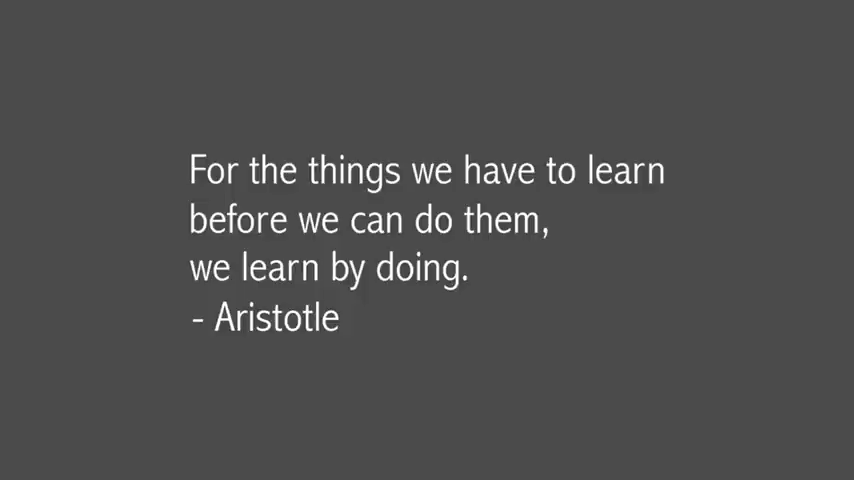 For the things we have to learn
before we can do them,
we learn by doing.
- Aristotle